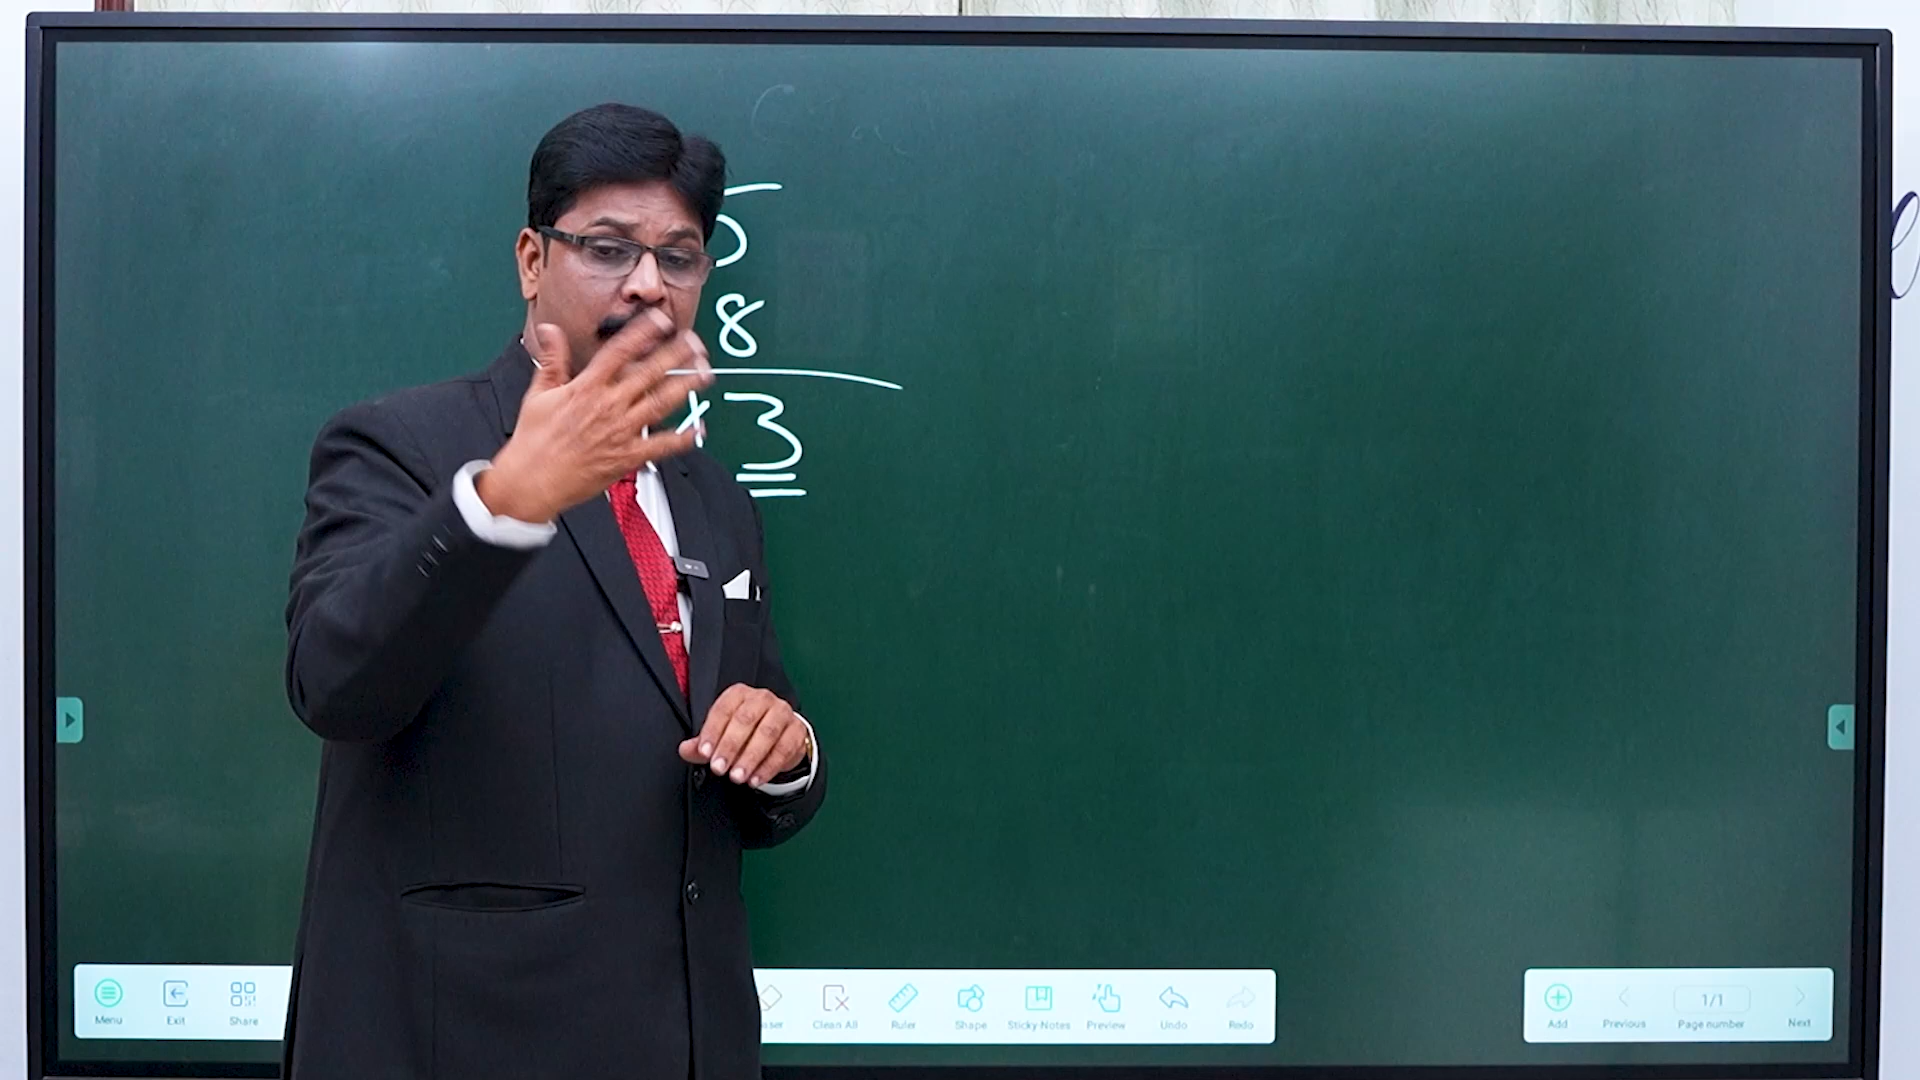 5
8
+3
Menu Exit Share Clean All Ruler Shape Sticky Notes Preview Undo Redo
Add Previous 1/1 Page number Next